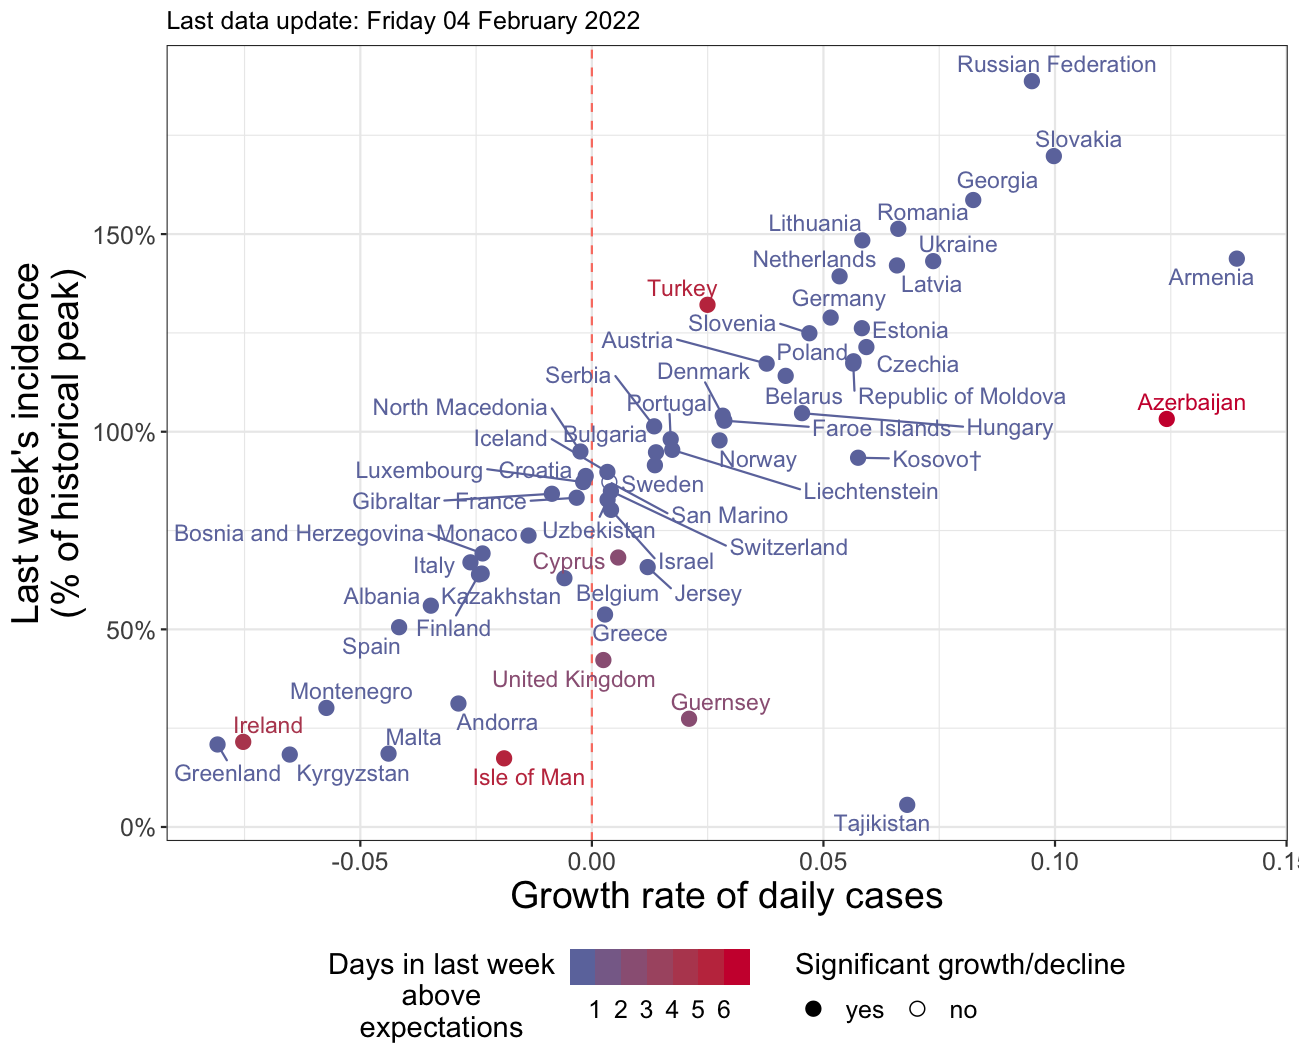 Last data update: Friday 04 February 2022
Last week's incidence
(% of historical peak)
150%
100%
50%
0%
Russian Federation
Slovakia
Georgia
Romania
Lithuania
Ukraine
Netherlands
Armenia
Latvia
Turkey
Germany
Slovenia
Estonia
Austria
Poland
Czechia
Denmark
Serbia
Belarus
Republic of Moldova
Portugal
Azerbaijan
North Macedonia
Faroe Islands
Hungary
Bulgaria
Iceland
Norway
Kosovo†
Luxembourg
Croatia
Sweden
Liechtenstein
Gibraltar
France
San Marino
Uzbekistan
Bosnia and Herzegovina
Monaco
Switzerland
Cyprus
Israel
Italy
Belgium
Jersey
Albania
Kazakhstan
Finland
Greece
Spain
United Kingdom
Montenegro
Guernsey
Andorra
Ireland
Malta
Greenland
Kyrgyzstan
Isle of Man
Tajikistan
-0.05
0.00
0.05
0.10
Growth rate of daily cases
Days in last week
above
expectations
1 2 3 4 5 6
Significant growth/decline
yes
no